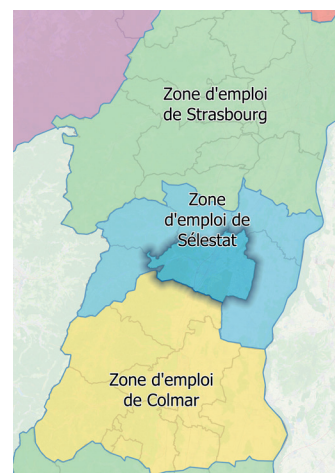 Zone d'emploi
de Strasbourg
Zone
d'emploi de
Sélestat
Zone d'emploi
de Colmar